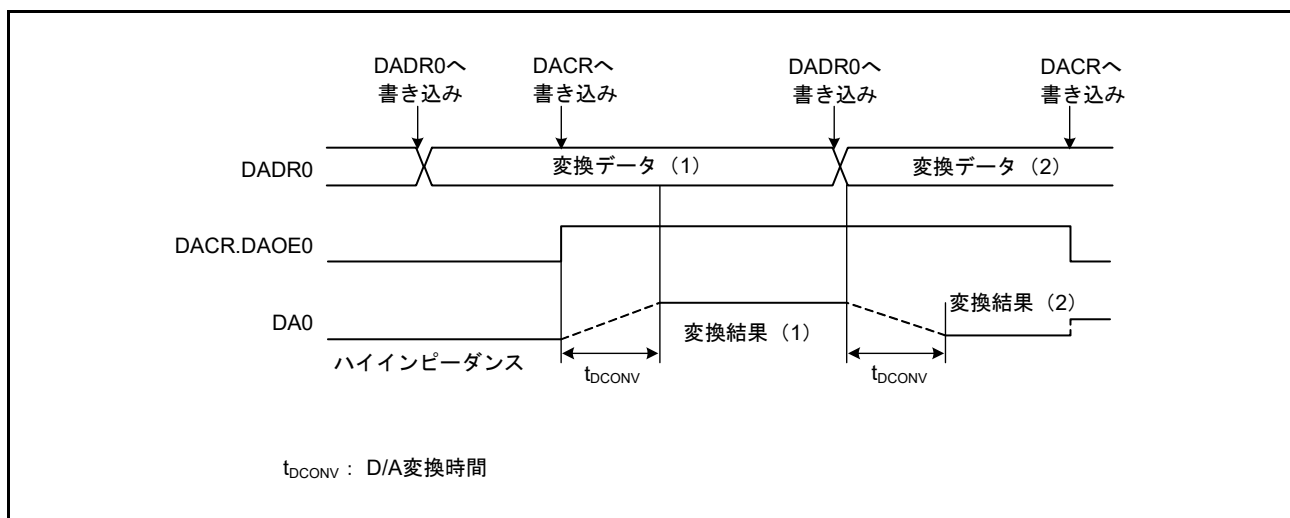 DADR0へ
書き込み
DACRへ
書き込み
DADR0へ
書き込み
DACRへ
書き込み
DADR0
変換データ（1）
変換データ（2）
DACR.DAOE0
DA0
変換結果（1）
変換結果（2）
ハイインピーダンス
tDCONV
tDCONV
tDCONV： D/A変換時間